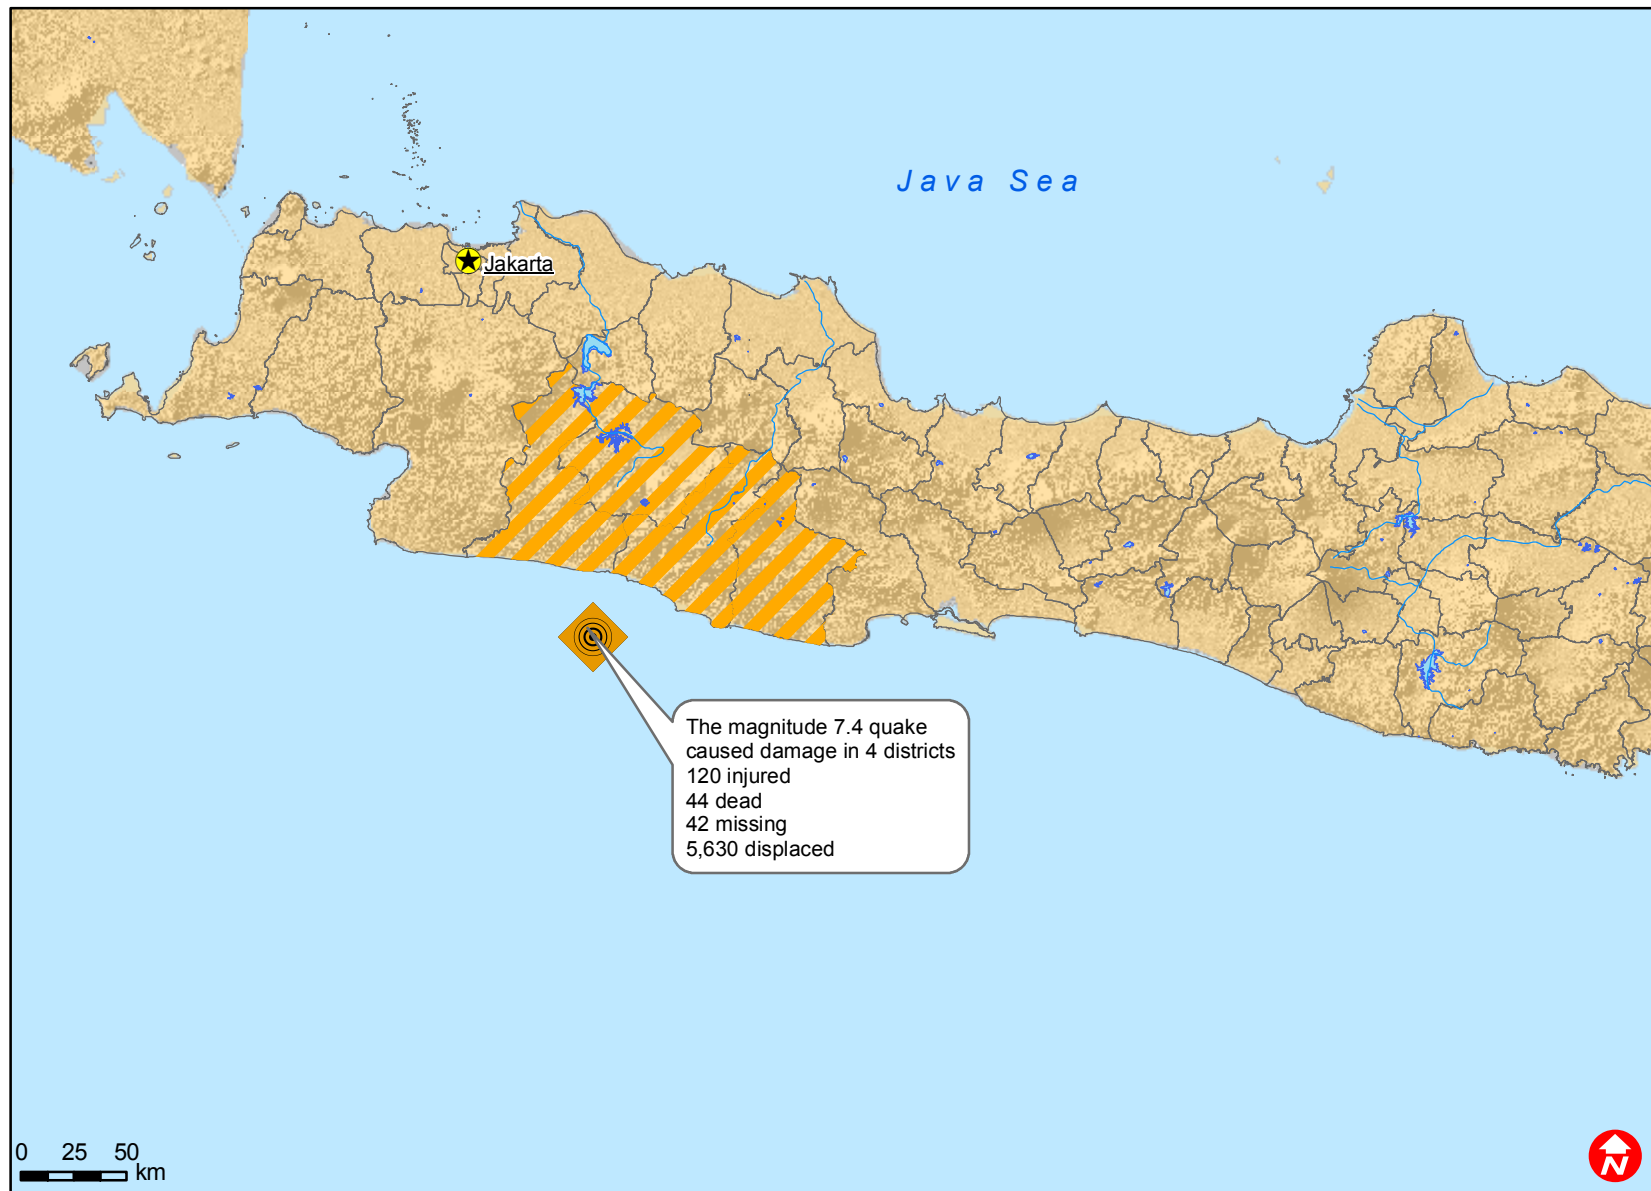 Java Sea
Jakarta
The magnitude 7.4 quake
caused damage in 4 districts
120 injured
44 dead
42 missing
5,630 displaced
0 25 50
km
N